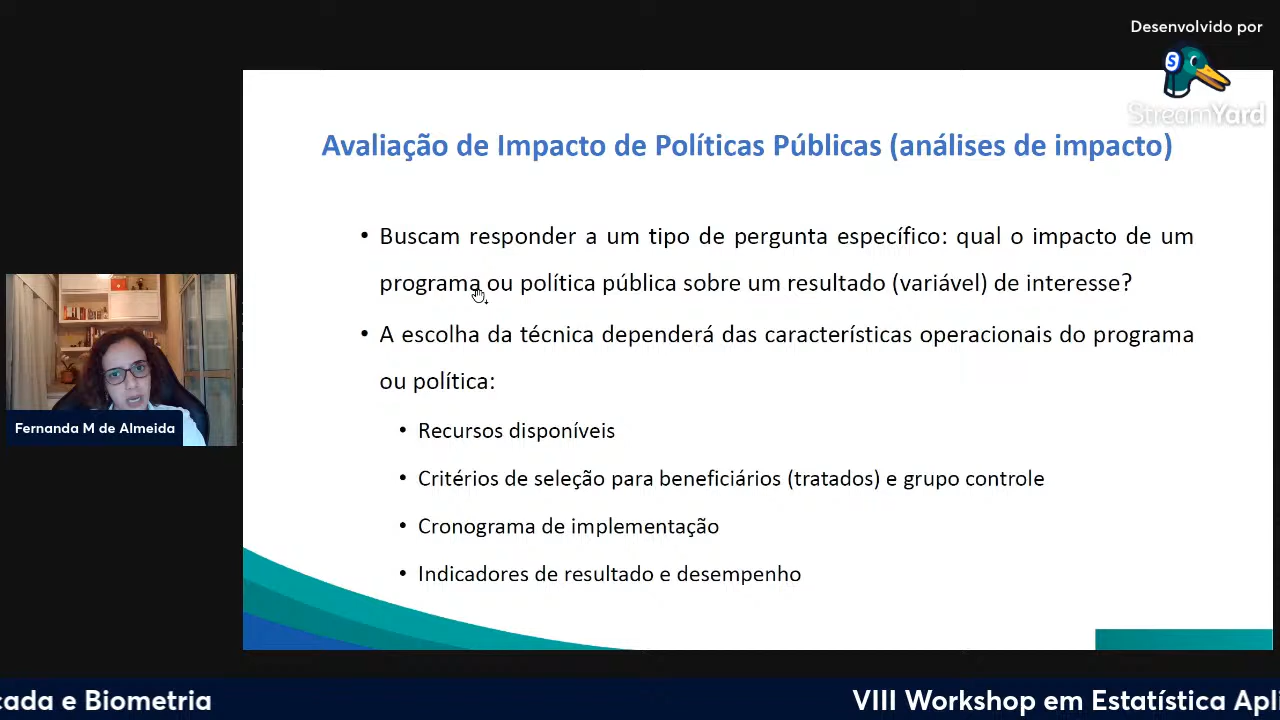 Desenvolvido por
StreamYard
Avaliação de Impacto de Políticas Públicas (análises de impacto)
• Buscam responder a um tipo de pergunta específico: qual o impacto de um
programa ou política pública sobre um resultado (variável) de interesse?
• A escolha da técnica dependerá das características operacionais do programa
ou política:
• Recursos disponíveis
• Critérios de seleção para beneficiários (tratados) e grupo controle
• Cronograma de implementação
• Indicadores de resultado e desempenho
Fernanda M de Almeida
cada e Biometria
VIII Workshop em Estatística Apli